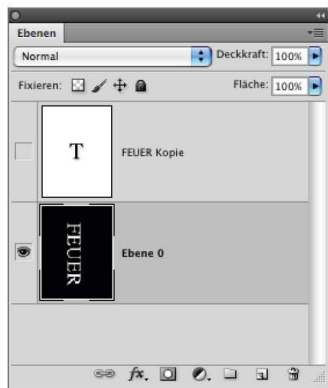 Ebenen
Normal Deckkraft: 100%
Fixieren: Fläche: 100%
T FEUER Kopie
FEUER Ebene 0
fx.